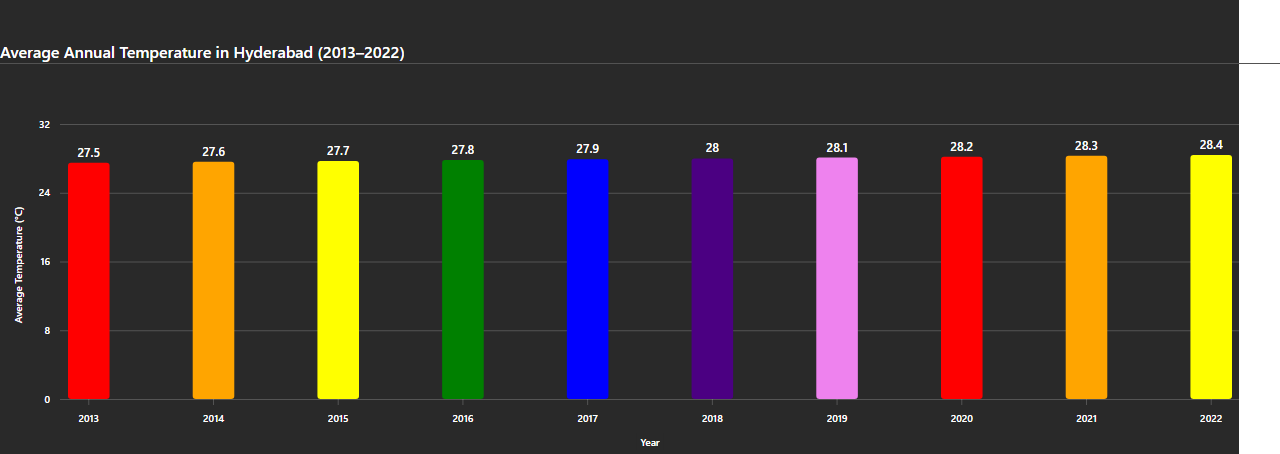 Average Annual Temperature in Hyderabad (2013–2022)
32
24
16
8
0
Average Temperature (°C)
27.5 27.6 27.7 27.8 27.9 28 28.1 28.2 28.3 28.4
2013 2014 2015 2016 2017 2018 2019 2020 2021 2022
Year